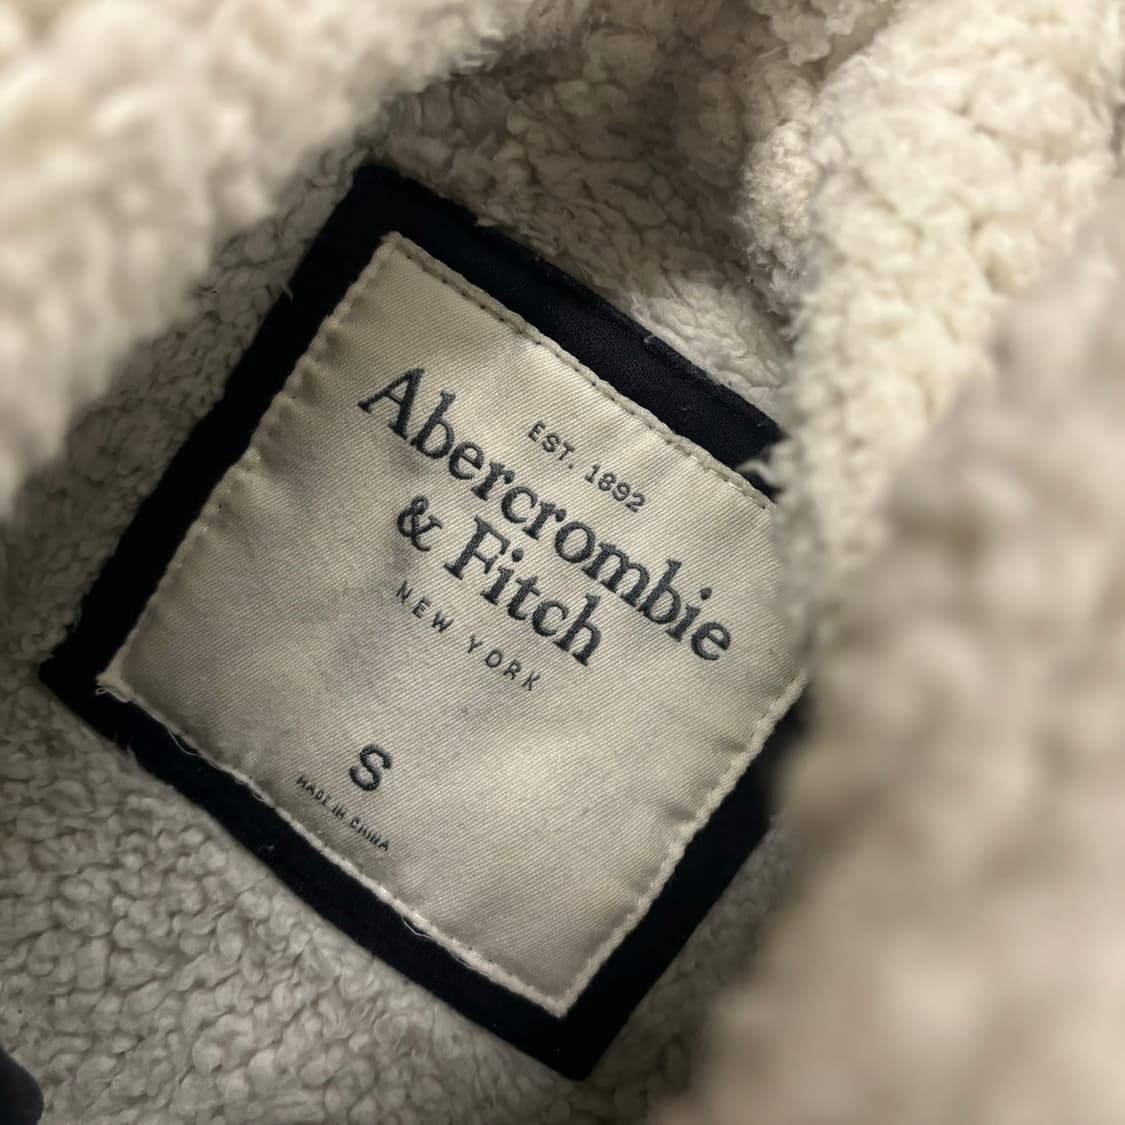 EST. 1892
Abercrombie
& Fitch
NEW YORK
S
MADE IN CHINA